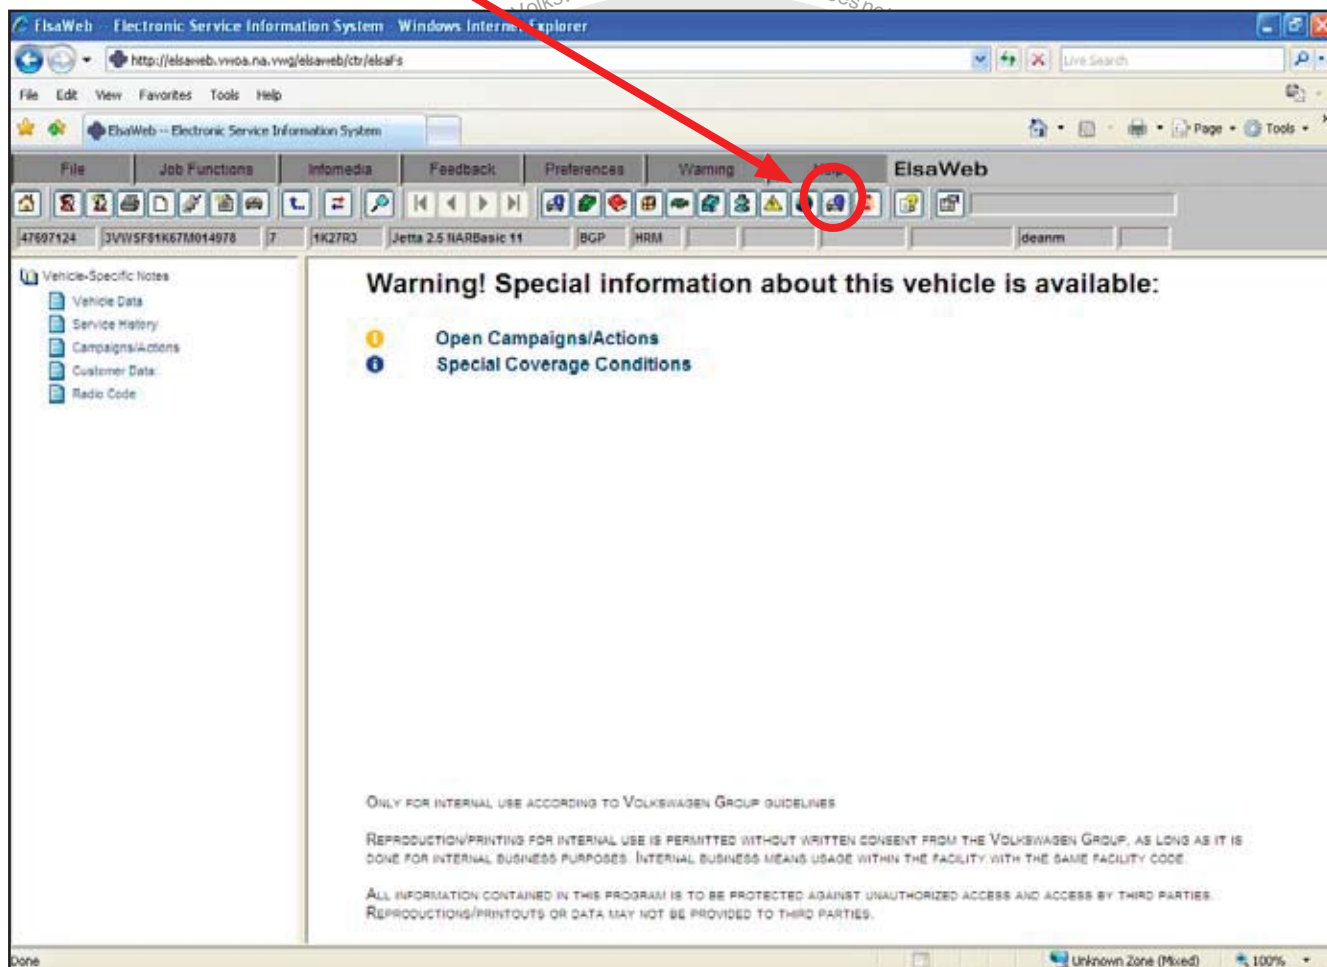 Volks
es no
ElsaWeb - Electronic Service Information System - Windows Internet Explorer
http://elsaweb.vwoa.na.vwg/elsaweb/ctr/elsaFs
Live Search
File Edit View Favorites Tools Help
ElsaWeb -- Electronic Service Information System
Page Tools
File Job Functions Infomedia Feedback Preferences Warning Help ElsaWeb
47697124 3VWSF81K67M014978 7 1K27R3 Jetta 2.5 NARBasic 11 BGP HRM deanm
Vehicle-Specific Notes
Vehicle Data
Service History
Campaigns/Actions
Customer Data
Radio Code
Warning! Special information about this vehicle is available:
Open Campaigns/Actions
Special Coverage Conditions
ONLY FOR INTERNAL USE ACCORDING TO VOLKSWAGEN GROUP GUIDELINES
REPRODUCTION/PRINTING FOR INTERNAL USE IS PERMITTED WITHOUT WRITTEN CONSENT FROM THE VOLKSWAGEN GROUP, AS LONG AS IT IS
DONE FOR INTERNAL BUSINESS PURPOSES. INTERNAL BUSINESS MEANS USAGE WITHIN THE FACILITY WITH THE SAME FACILITY CODE.
ALL INFORMATION CONTAINED IN THIS PROGRAM IS TO BE PROTECTED AGAINST UNAUTHORIZED ACCESS AND ACCESS BY THIRD PARTIES.
REPRODUCTIONS/PRINTOUTS OR DATA MAY NOT BE PROVIDED TO THIRD PARTIES.
Done Unknown Zone (Mixed) 100%